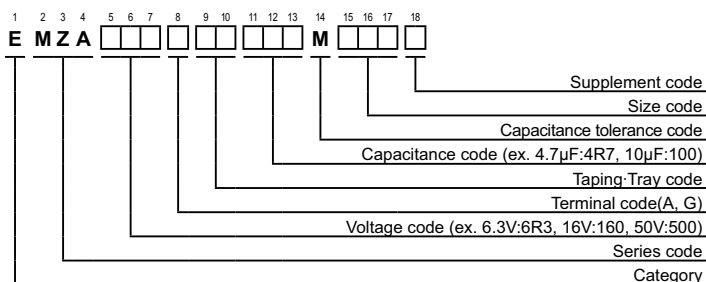 1 2 3 4 5 6 7 8 9 10 11 12 13 14 15 16 17 18
E M Z A M
Supplement code
Size code
Capacitance tolerance code
Capacitance code (ex. 4.7µF:4R7, 10µF:100)
Taping·Tray code
Terminal code(A, G)
Voltage code (ex. 6.3V:6R3, 16V:160, 50V:500)
Series code
Category